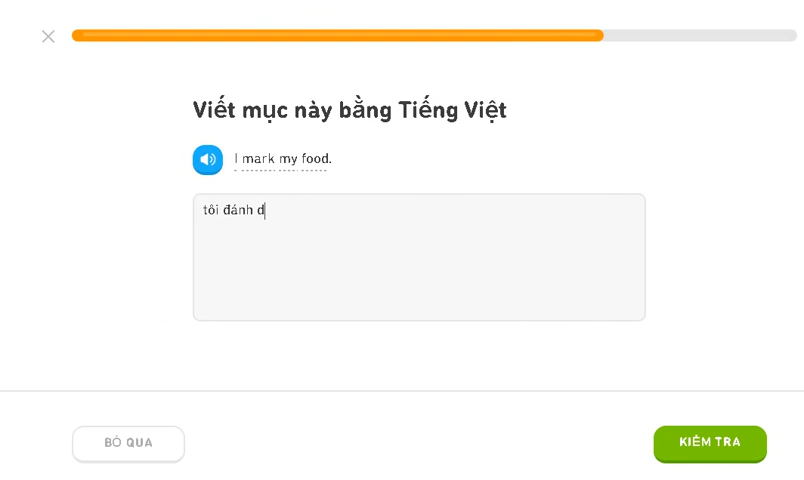 Viết mục này bằng Tiếng Việt
I mark my food.
tôi đánh d
BỎ QUA
KIỂM TRA